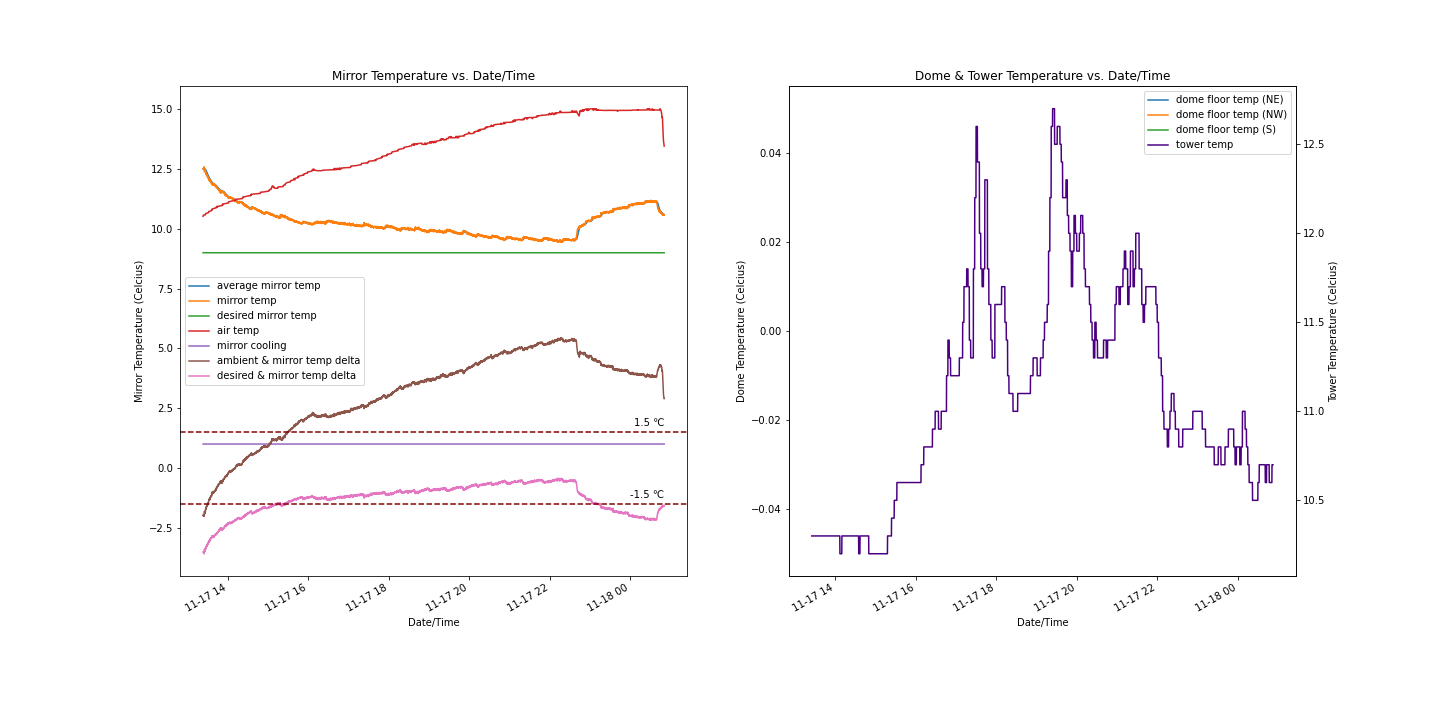 Mirror Temperature vs. Date/Time
Mirror Temperature (Celcius)
15.0
12.5
10.0
7.5
5.0
2.5
0.0
−2.5
average mirror temp
mirror temp
desired mirror temp
air temp
mirror cooling
ambient & mirror temp delta
desired & mirror temp delta
1.5 °C
-1.5 °C
11-17 14
11-17 16
11-17 18
11-17 20
11-17 22
11-18 00
Date/Time
Dome & Tower Temperature vs. Date/Time
Dome Temperature (Celcius)
0.04
0.02
0.00
−0.02
−0.04
dome floor temp (NE)
dome floor temp (NW)
dome floor temp (S)
tower temp
12.5
12.0
11.5
11.0
10.5
Tower Temperature (Celcius)
11-17 14
11-17 16
11-17 18
11-17 20
11-17 22
11-18 00
Date/Time